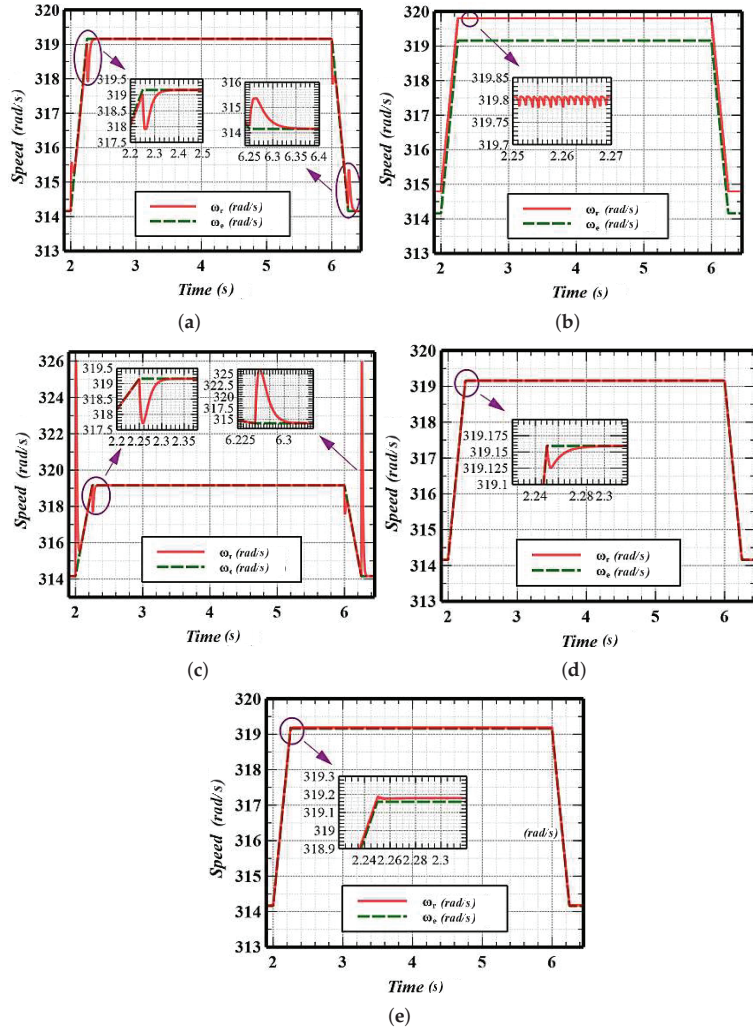 320
319
318
317
316
315
314
313
Speed (rad/s)
319.5
319
318.5
318
317.5
2.2 2.3 2.4 2.5
316
315
314
6.25 6.3 6.35 6.4
ωr (rad/s)
ωe (rad/s)
2 3 4 5 6
Time (s)
(a)
320
319
318
317
316
315
314
313
Speed (rad/s)
319.85
319.8
319.7
2.25 2.26 2.27
ωr (rad/s)
ωe (rad/s)
2 3 4 5 6
Time (s)
(b)
326
324
322
320
318
316
314
Speed (rad/s)
319.5
319
318.5
318
317.5
2.2 2.25 2.3 2.35
325
322.5
320
317.5
315
6.225 6.3
ωr (rad/s)
ωe (rad/s)
2 3 4 5 6
Time (s)
(c)
320
319
318
317
316
315
314
313
Speed (rad/s)
319.175
319.15
319.125
319.1
2.24 2.26 2.28 2.3
ωr (rad/s)
ωe (rad/s)
2 3 4 5 6
Time (s)
(d)
320
319
318
317
316
315
314
313
Speed (rad/s)
319.3
319.2
319.1
319
318.9
2.24 2.26 2.28 2.3
(rad/s)
ωr (rad/s)
ωe (rad/s)
2 3 4 5 6
Time (s)
(e)